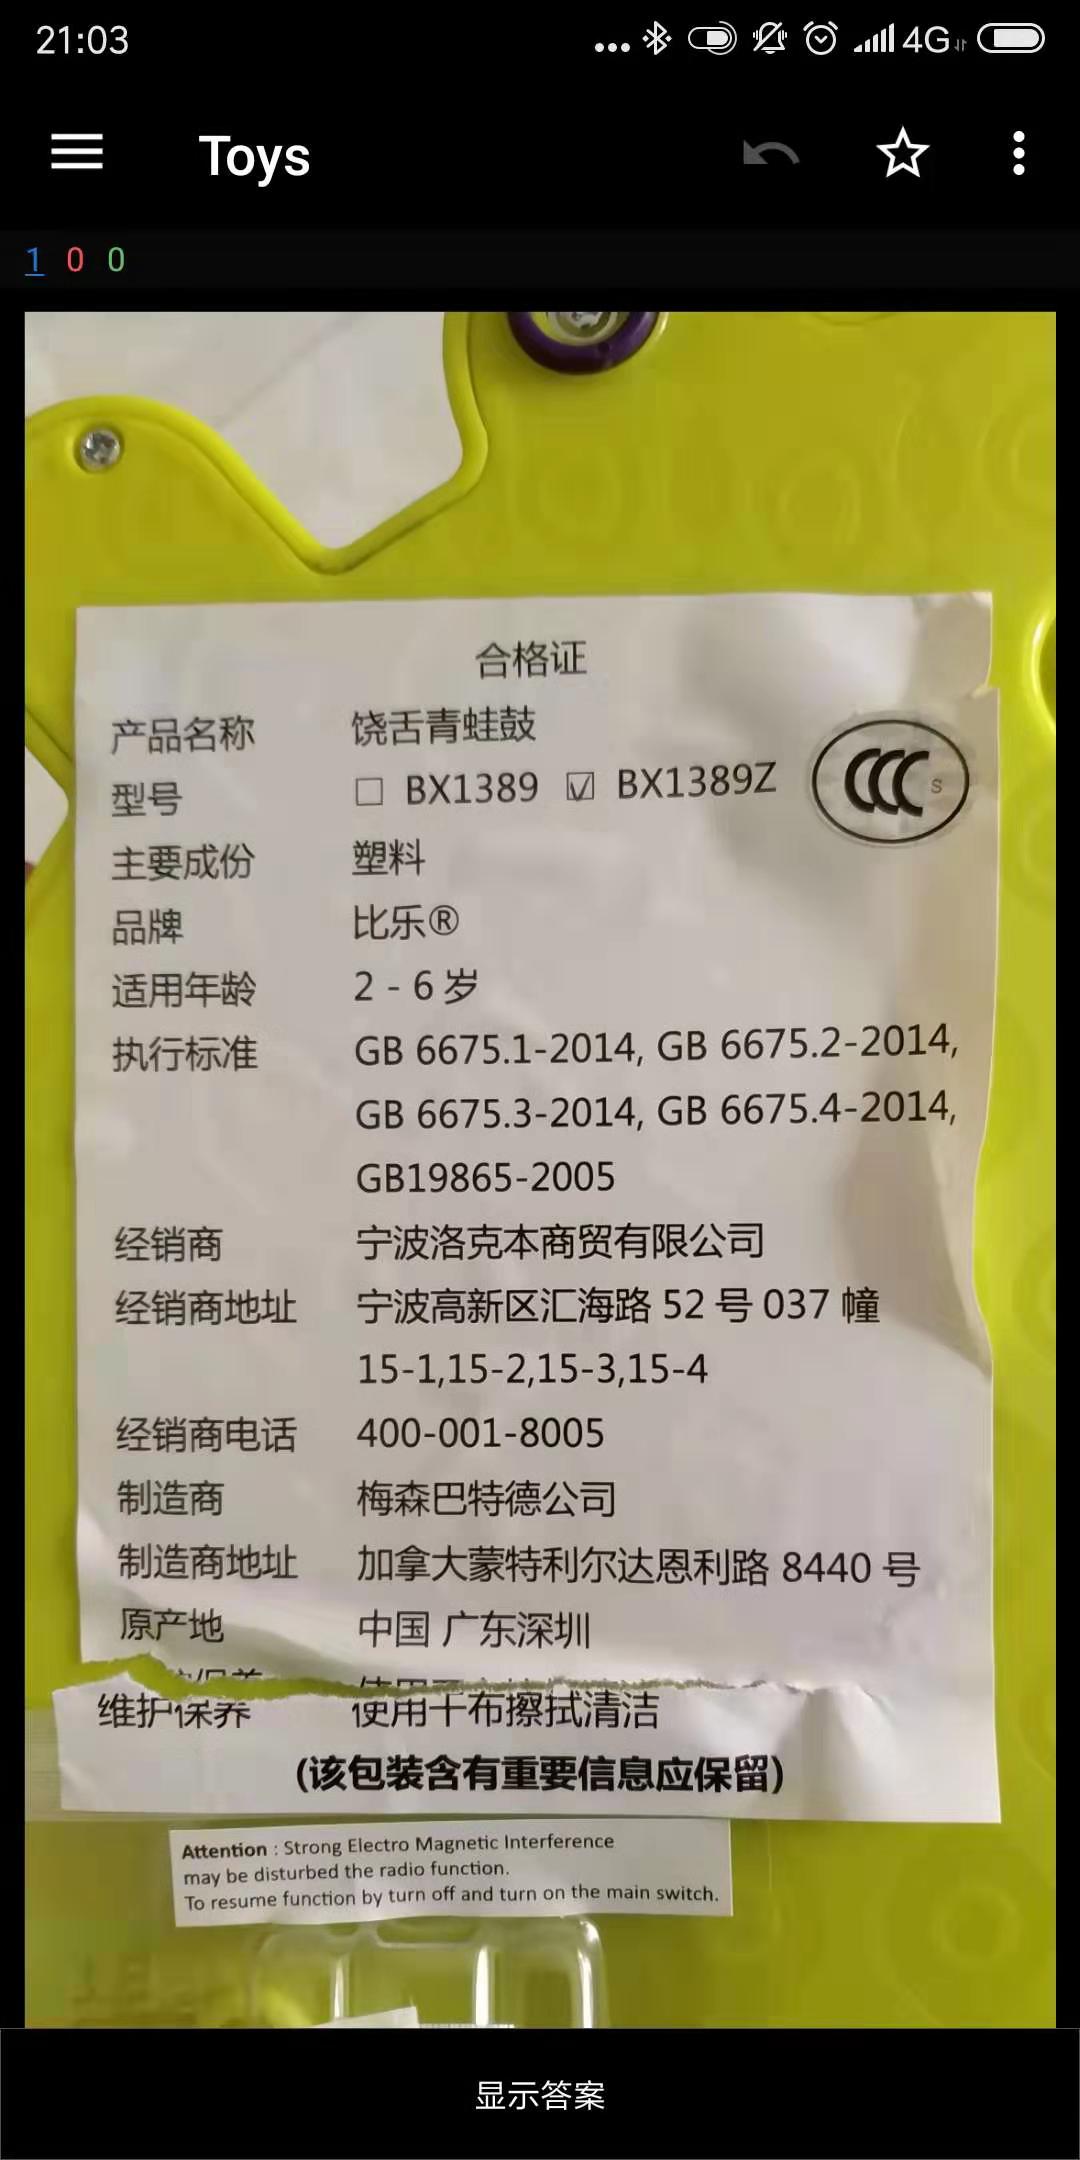 21:03
4G
Toys
1 0 0
合格证
产品名称 饶舌青蛙鼓
型号 □ BX1389 ☑ BX1389Z
CCC S
主要成份 塑料
品牌 比乐®
适用年龄 2 - 6 岁
执行标准 GB 6675.1-2014, GB 6675.2-2014,
GB 6675.3-2014, GB 6675.4-2014,
GB19865-2005
经销商 宁波洛克本商贸有限公司
经销商地址 宁波高新区汇海路 52 号 037 幢
15-1,15-2,15-3,15-4
经销商电话 400-001-8005
制造商 梅森巴特德公司
制造商地址 加拿大蒙特利尔达恩利路 8440 号
原产地 中国 广东深圳
维护保养 使用干布擦拭清洁
(该包装含有重要信息应保留)
Attention : Strong Electro Magnetic Interference
may be disturbed the radio function.
To resume function by turn off and turn on the main switch.
显示答案